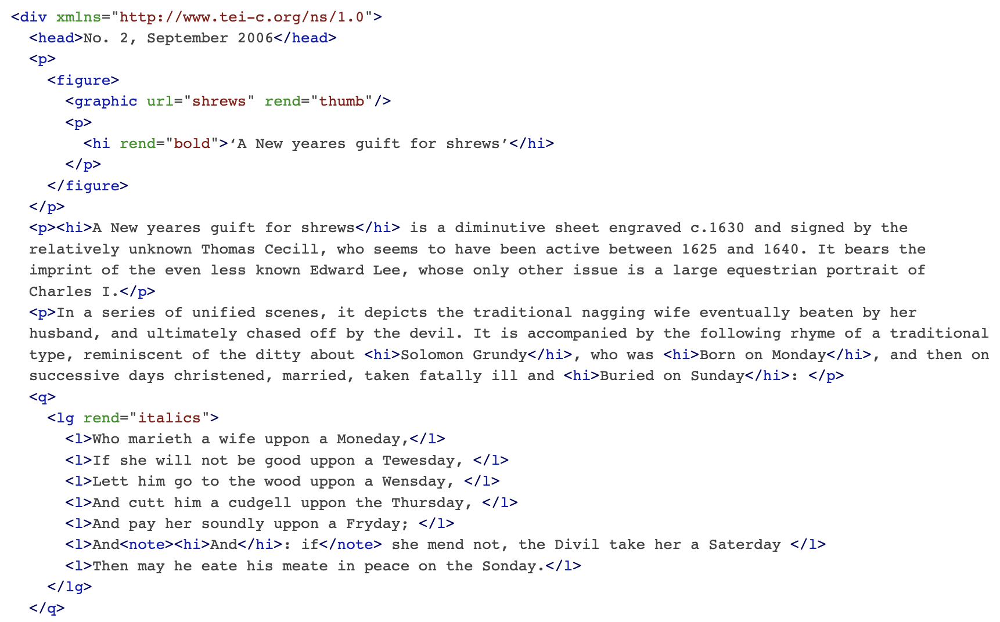 <div xmlns="http://www.tei-c.org/ns/1.0">
  <head>No. 2, September 2006</head>
  <p>
    <figure>
      <graphic url="shrews" rend="thumb"/>
      <p>
        <hi rend="bold">‘A New yeares guift for shrews’</hi>
      </p>
    </figure>
  </p>
  <p><hi>A New yeares guift for shrews</hi> is a diminutive sheet engraved c.1630 and signed by the
  relatively unknown Thomas Cecill, who seems to have been active between 1625 and 1640. It bears the
  imprint of the even less known Edward Lee, whose only other issue is a large equestrian portrait of
  Charles I.</p>
  <p>In a series of unified scenes, it depicts the traditional nagging wife eventually beaten by her
  husband, and ultimately chased off by the devil. It is accompanied by the following rhyme of a traditional
  type, reminiscent of the ditty about <hi>Solomon Grundy</hi>, who was <hi>Born on Monday</hi>, and then on
  successive days christened, married, taken fatally ill and <hi>Buried on Sunday</hi>: </p>
  <q>
    <lg rend="italics">
      <l>Who marieth a wife uppon a Moneday,</l>
      <l>If she will not be good uppon a Tewesday, </l>
      <l>Lett him go to the wood uppon a Wensday, </l>
      <l>And cutt him a cudgell uppon the Thursday, </l>
      <l>And pay her soundly uppon a Fryday; </l>
      <l>And<note><hi>And</hi>: if</note> she mend not, the Divil take her a Saterday </l>
      <l>Then may he eate his meate in peace on the Sonday.</l>
    </lg>
  </q>